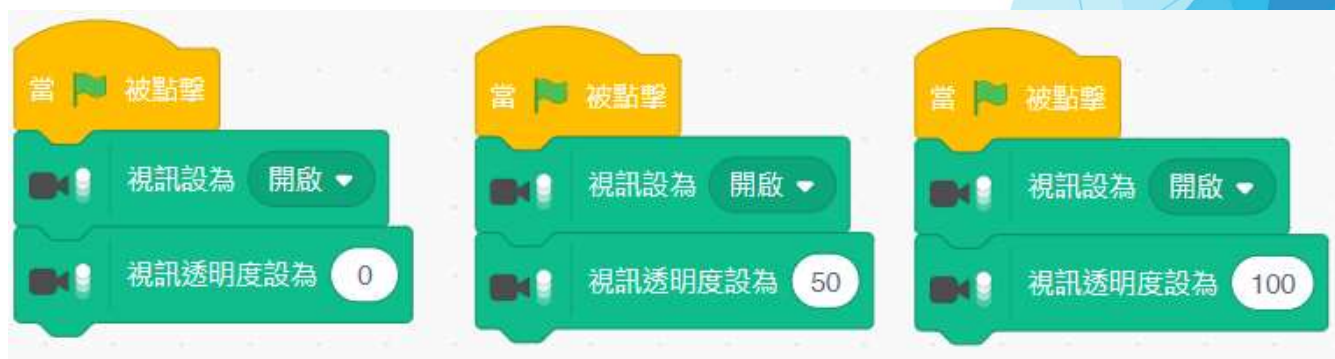 當 被點擊
視訊設為 開啟
視訊透明度設為 0
當 被點擊
視訊設為 開啟
視訊透明度設為 50
當 被點擊
視訊設為 開啟
視訊透明度設為 100